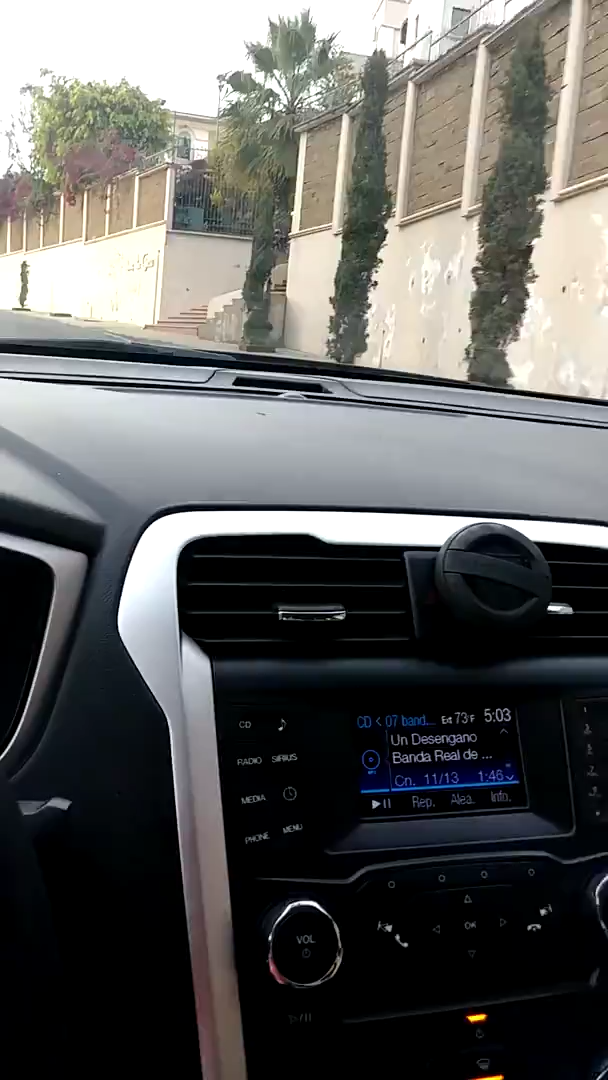 CD < 07 band... Ext 73°F 5:03
Un Desengano
Banda Real de ...
Cn. 11/13 1:46
Rep. Alea. Info.
CD
RADIO SIRIUS
MEDIA
PHONE MENU
VOL
OK